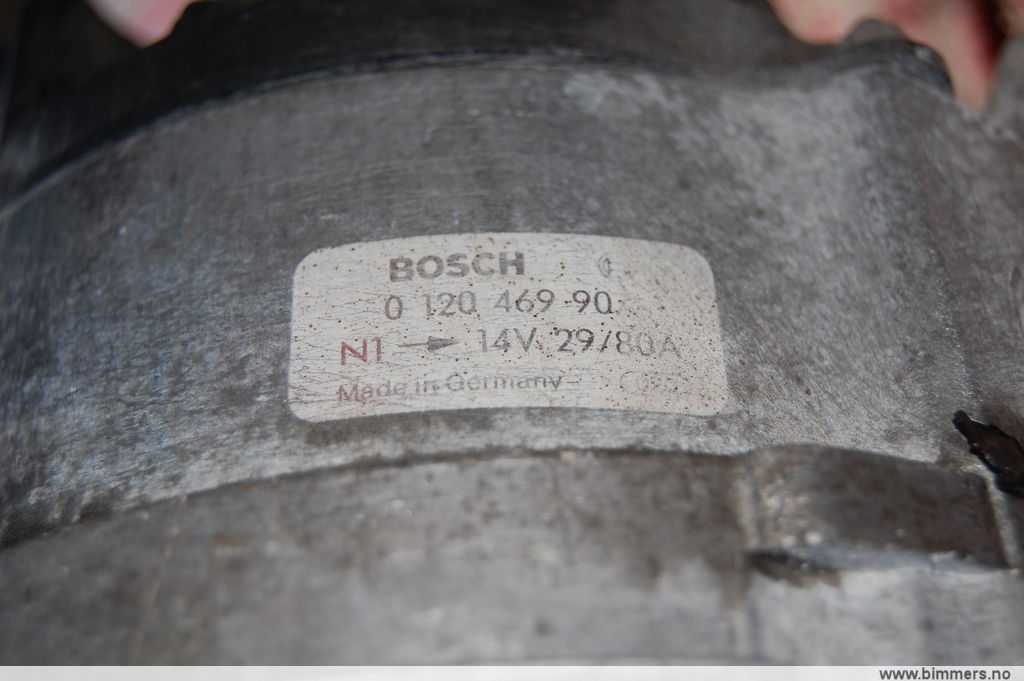 BOSCH
0 120 469 90
N1 → 14V 29/80A
Made in Germany
www.bimmers.no